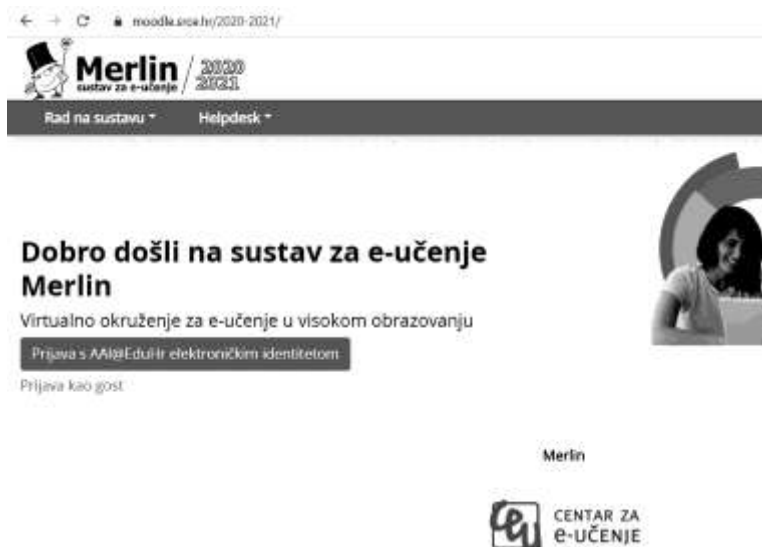 moodle.srce.hr/2020-2021/
Merlin / 2020
sustav za e-učenje 2021
Rad na sustavu Helpdesk
Dobro došli na sustav za e-učenje
Merlin
Virtualno okruženje za e-učenje u visokom obrazovanju
Prijava s AAI@EduHr elektroničkim identitetom
Prijava kao gost
Merlin
ceu
CENTAR ZA
e-UČENJE